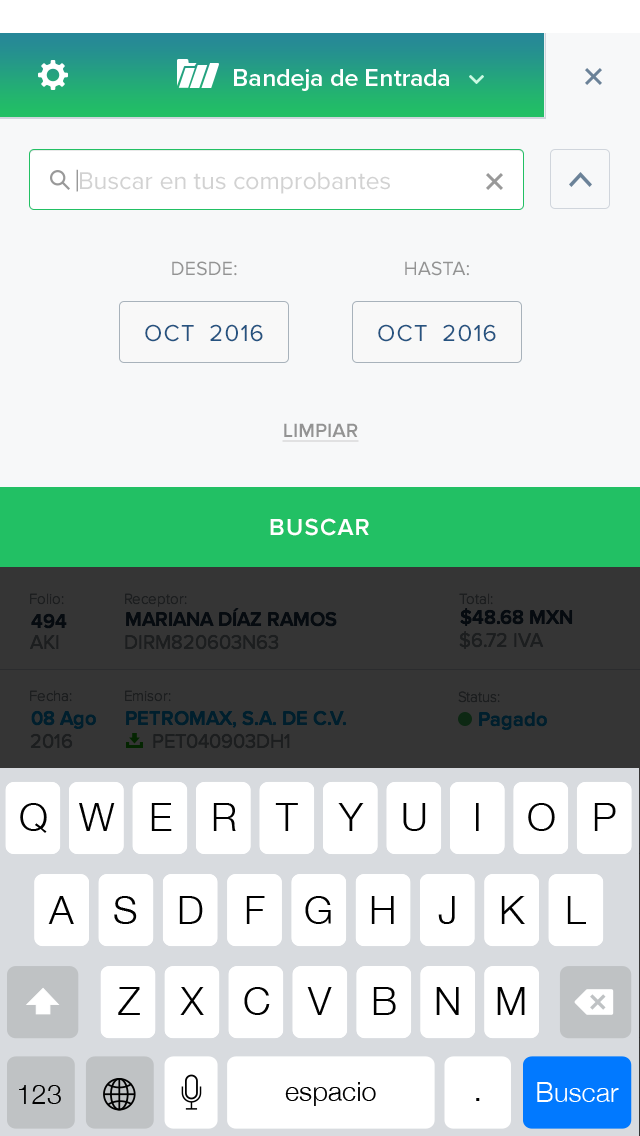 Bandeja de Entrada
Buscar en tus comprobantes
DESDE: HASTA:
OCT 2016 OCT 2016
LIMPIAR
BUSCAR
Folio: Receptor: Total:
494 MARIANA DÍAZ RAMOS $48.68 MXN
AKI DIRM820603N63 $6.72 IVA
Fecha: Emisor: Status:
08 Ago PETROMAX, S.A. DE C.V. Pagado
2016 PET040903DH1
Q W E R T Y U I O P
A S D F G H J K L
Z X C V B N M
123 espacio . Buscar